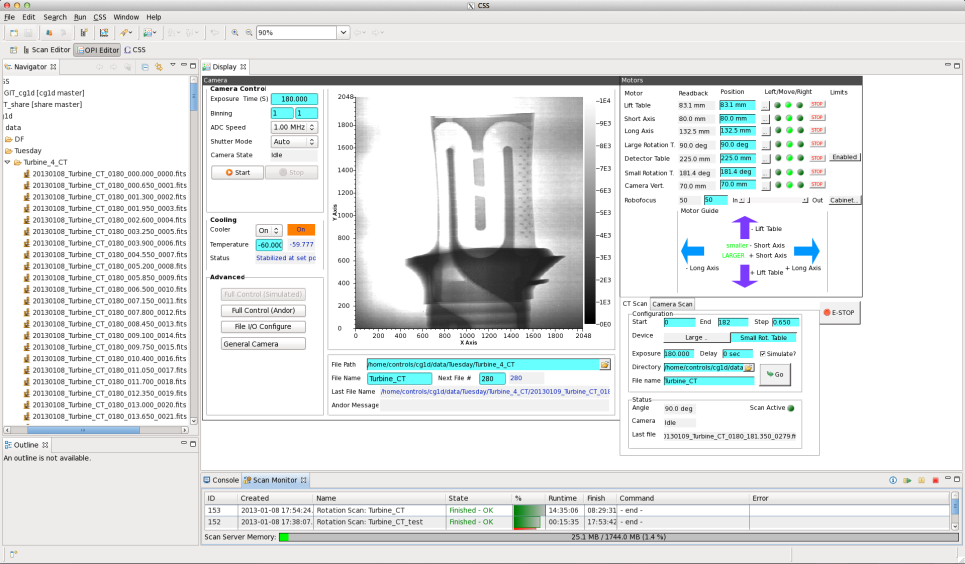 CSS
File Edit Search Run CSS Window Help
90%
Scan Editor OPI Editor CSS
Navigator
SS
GIT_cg1d [cg1d master]
T_share [share master]
data
DF
Tuesday
Turbine_4_CT
20130108_Turbine_CT_0180_000.000_0000.fits
20130108_Turbine_CT_0180_000.650_0001.fits
20130108_Turbine_CT_0180_001.300_0002.fits
20130108_Turbine_CT_0180_001.950_0003.fits
20130108_Turbine_CT_0180_002.600_0004.fits
20130108_Turbine_CT_0180_003.250_0005.fits
20130108_Turbine_CT_0180_003.900_0006.fits
20130108_Turbine_CT_0180_004.550_0007.fits
20130108_Turbine_CT_0180_005.200_0008.fits
20130108_Turbine_CT_0180_005.850_0009.fits
20130108_Turbine_CT_0180_006.500_0010.fits
20130108_Turbine_CT_0180_007.150_0011.fits
20130108_Turbine_CT_0180_007.800_0012.fits
20130108_Turbine_CT_0180_008.450_0013.fits
20130108_Turbine_CT_0180_009.100_0014.fits
20130108_Turbine_CT_0180_009.750_0015.fits
20130108_Turbine_CT_0180_010.400_0016.fits
20130108_Turbine_CT_0180_011.050_0017.fits
20130108_Turbine_CT_0180_011.700_0018.fits
20130108_Turbine_CT_0180_012.350_0019.fits
20130108_Turbine_CT_0180_013.000_0020.fits
20130108_Turbine_CT_0180_013.650_0021.fits
Outline
An outline is not available.
Display
Camera
Camera Control
Exposure Time (S) 180.000
Binning 1 1
ADC Speed 1.00 MHz
Shutter Mode Auto
Camera State Idle
Start Stop
Cooling
Cooler On On
Temperature -60.000 -59.777
Status Stabilized at set po
Advanced
Full Control (Simulated)
Full Control (Andor)
File I/O Configure
General Camera
2048
1800
1600
1400
1200
1000
800
600
400
200
0
Y Axis
0 200 400 600 800 1000 1200 1400 1600 1800 2048
X Axis
1E4
9E3
8E3
7E3
6E3
5E3
4E3
3E3
2E3
1E3
0E0
File Path /home/controls/cg1d/data/Tuesday/Turbine_4_CT
File Name Turbine_CT Next File # 280 280
Last File Name /home/controls/cg1d/data/Tuesday/Turbine_4_CT/20130109_Turbine_CT_018
Andor Message
Motors
Motor Readback Position Left/Move/Right Limits
Lift Table 83.1 mm 83.1 mm ... STOP
Short Axis 80.0 mm 80.0 mm ... STOP
Long Axis 132.5 mm 132.5 mm ... STOP
Large Rotation T. 90.0 deg 90.0 deg ... STOP
Detector Table 225.0 mm 225.0 mm ... STOP Enabled
Small Rotation T. 181.4 deg 181.4 deg ... STOP
Camera Vert. 70.0 mm 70.0 mm ... STOP
Robofocus 50 50 In Out Cabinet...
Motor Guide
- Lift Table
smaller - Short Axis
LARGER + Short Axis
- Long Axis + Long Axis
+ Lift Table
CT Scan Camera Scan
E-STOP
Configuration
Start 0 End 182 Step 0.650
Device Large .. Small Rot. Table
Exposure 180.000 Delay 0 sec Simulate?
Directory /home/controls/cg1d/data
File name Turbine_CT
Go
Status
Angle 90.0 deg Scan Active
Camera Idle
Last file 0130109_Turbine_CT_0180_181.350_0279.fi
Console Scan Monitor
ID Created Name State % Runtime Finish Command Error
153 2013-01-08 17:54:24. Rotation Scan: Turbine_CT Finished - OK 14:35:06 08:29:31 - end -
152 2013-01-08 17:38:07. Rotation Scan: Turbine_CT_test Finished - OK 00:15:35 17:53:42 - end -
Scan Server Memory: 25.1 MB / 1744.0 MB (1.4 %)